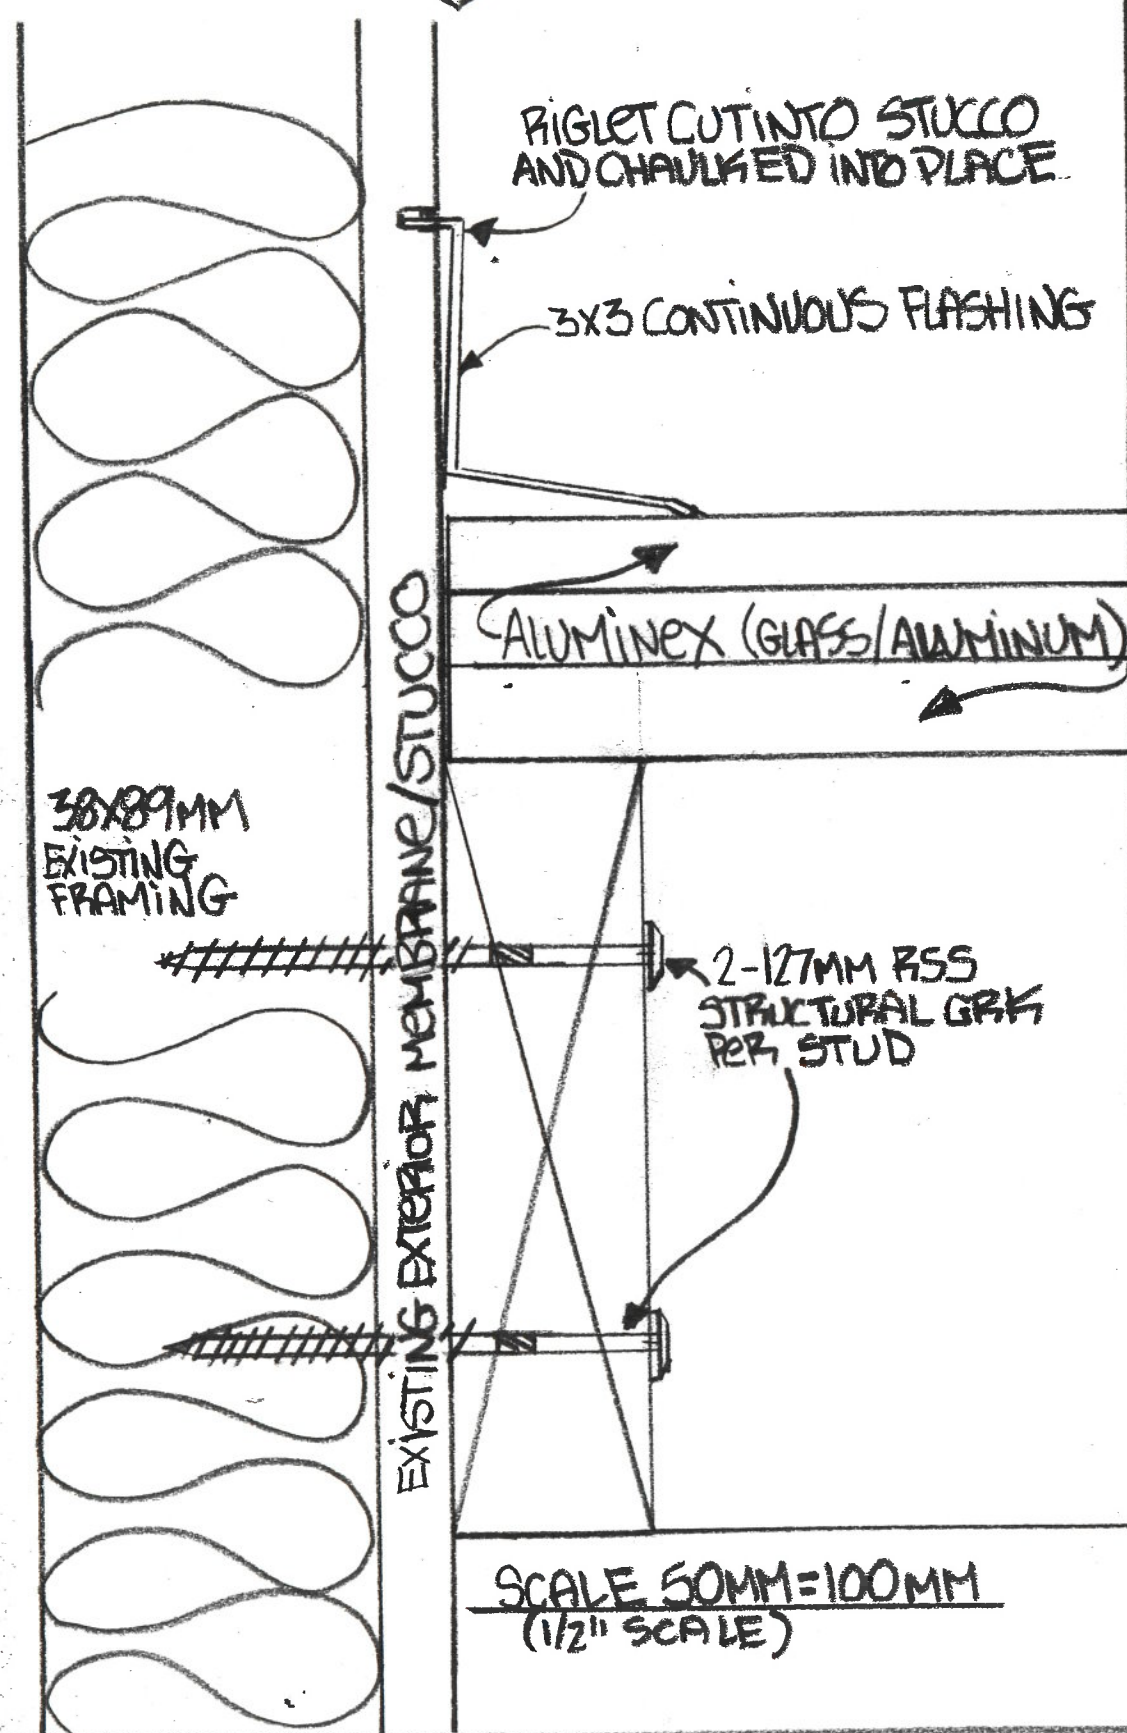 RiGLET CUT INTO STUCCO
AND CHAULKED INTO PLACE
3X3 CONTINUOUS FLASHING
ALUMINEX (GLASS/ALUMINUM)
38X89MM
EXISTING
FRAMING
EXISTING EXTERIOR MEMBRANE/STUCCO
2-127MM RSS
STRUCTURAL GRK
PER STUD
SCALE 50MM=100MM
(1/2" SCALE)